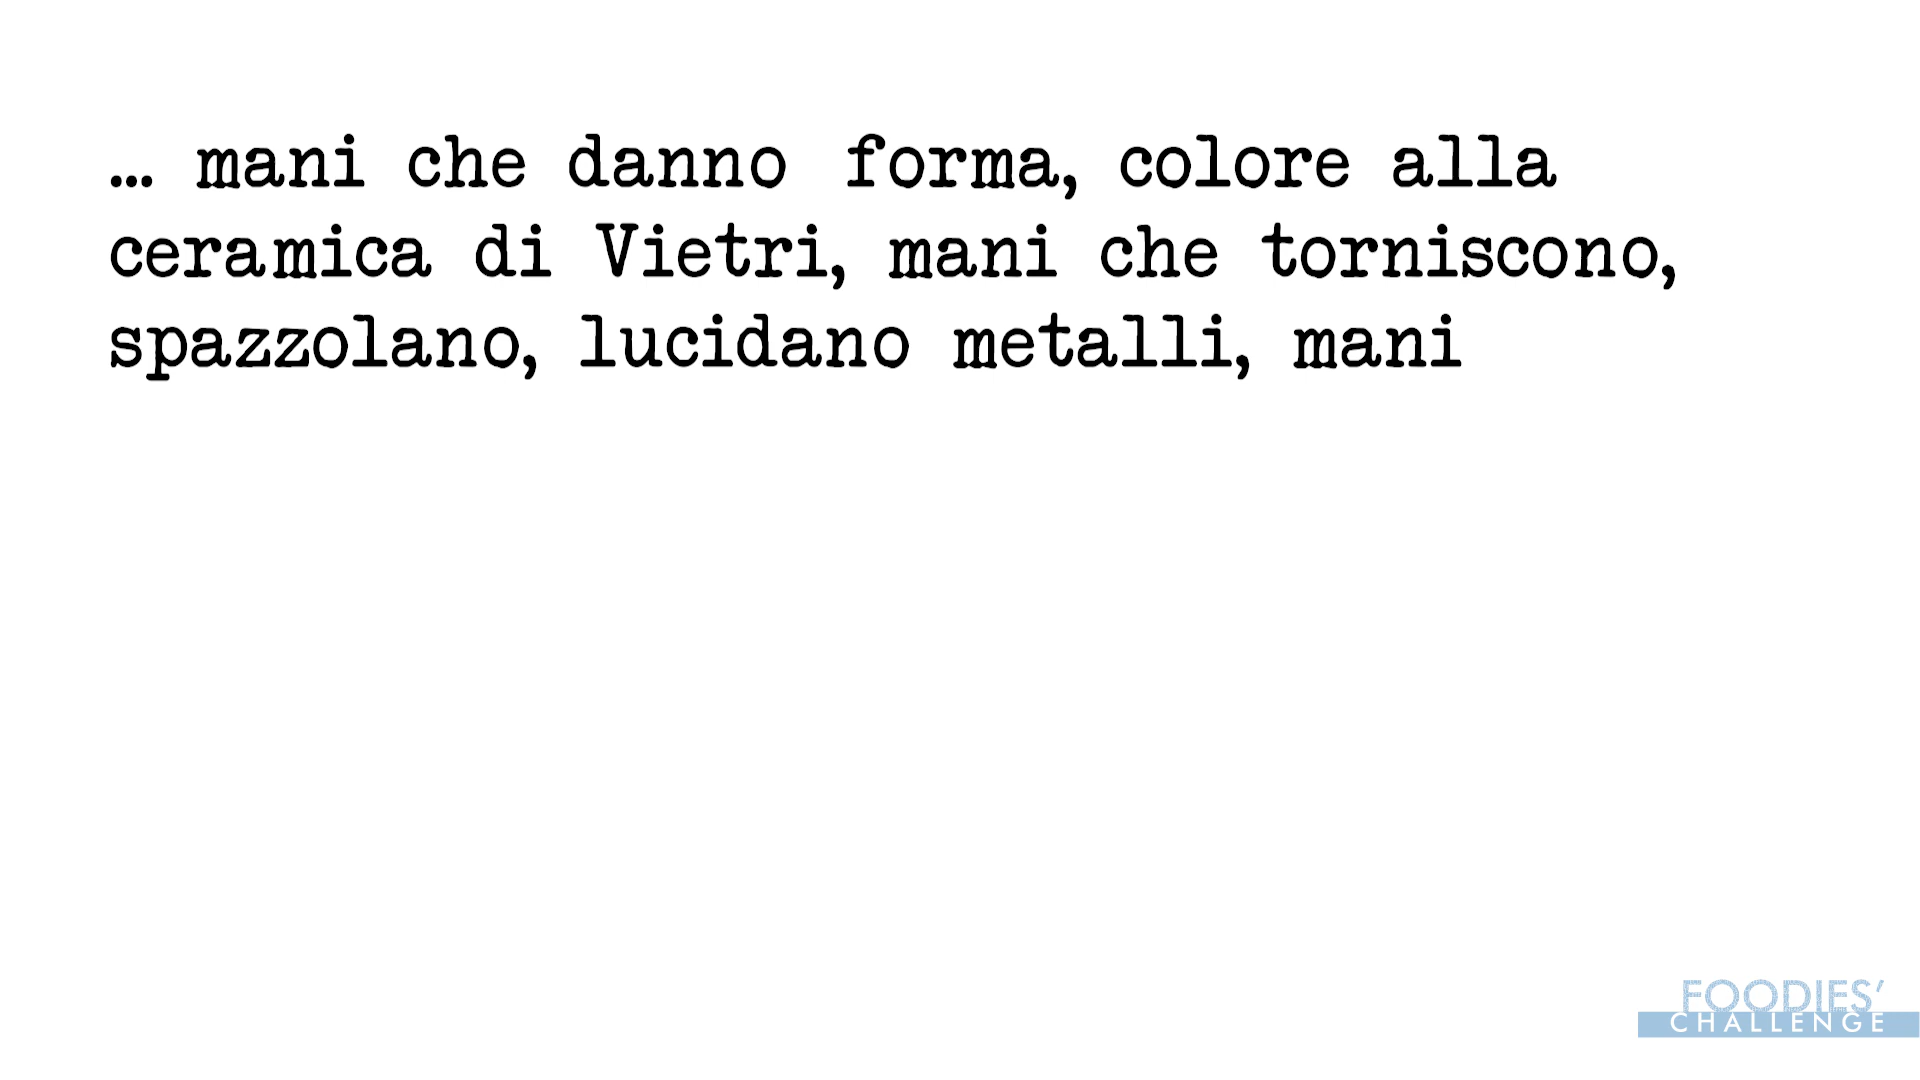 ... mani che danno forma, colore alla
ceramica di Vietri, mani che torniscono,
spazzolano, lucidano metalli, mani
FOODIES'
CHALLENGE